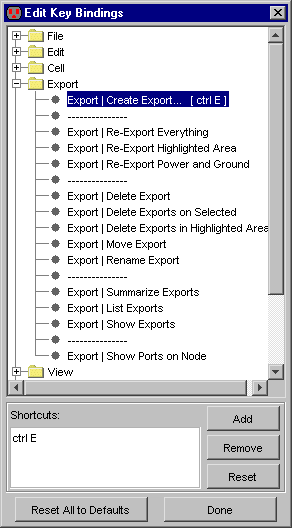 Edit Key Bindings
File
Edit
Cell
Export
Export | Create Export... [ ctrl E ]
---------------
Export | Re-Export Everything
Export | Re-Export Highlighted Area
Export | Re-Export Power and Ground
---------------
Export | Delete Export
Export | Delete Exports on Selected
Export | Delete Exports in Highlighted Area
Export | Move Export
Export | Rename Export
---------------
Export | Summarize Exports
Export | List Exports
Export | Show Exports
---------------
Export | Show Ports on Node
View
Shortcuts:
ctrl E
Add
Remove
Reset
Reset All to Defaults
Done